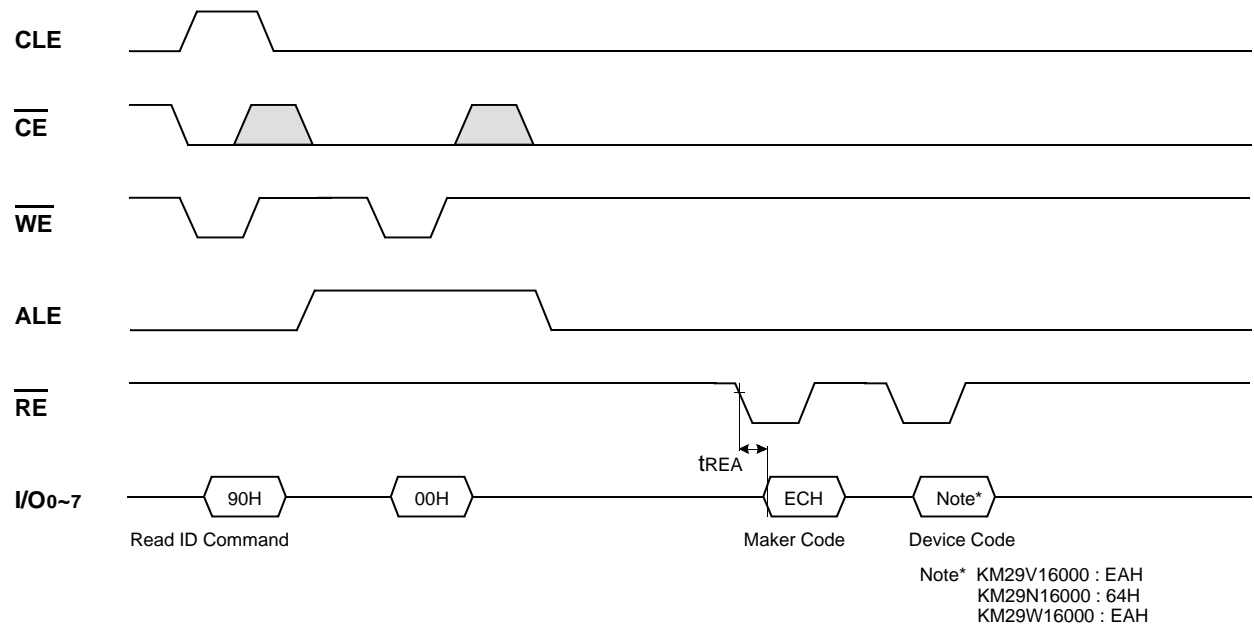 CLE
CE
WE
ALE
RE
tREA
I/O0~7
90H
00H
ECH
Note*
Read ID Command
Maker Code
Device Code
Note* KM29V16000 : EAH
KM29N16000 : 64H
KM29W16000 : EAH